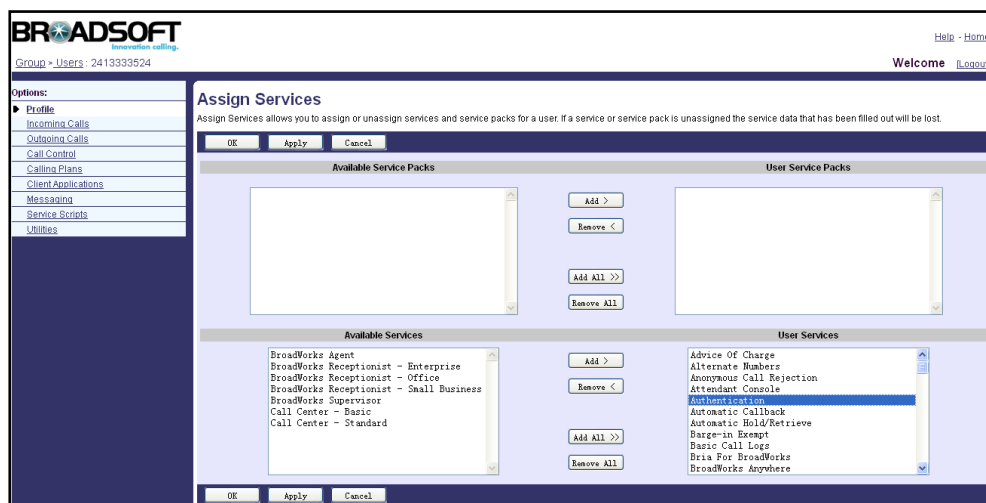 BROADSOFT
Innovation calling.
Help - Home
Group > Users : 2413333524
Welcome [Logout
Options:
Profile
Incoming Calls
Outgoing Calls
Call Control
Calling Plans
Client Applications
Messaging
Service Scripts
Utilities
Assign Services
Assign Services allows you to assign or unassign services and service packs for a user. If a service or service pack is unassigned the service data that has been filled out will be lost.
OK Apply Cancel
Available Service Packs User Service Packs
Add >
Remove <
Add All >>
Remove All
Available Services User Services
BroadWorks Agent
BroadWorks Receptionist - Enterprise
BroadWorks Receptionist - Office
BroadWorks Receptionist - Small Business
BroadWorks Supervisor
Call Center - Basic
Call Center - Standard
Add >
Remove <
Add All >>
Remove All
Advice Of Charge
Alternate Numbers
Anonymous Call Rejection
Attendant Console
Authentication
Automatic Callback
Automatic Hold/Retrieve
Barge-in Exempt
Basic Call Logs
Bria For BroadWorks
BroadWorks Anywhere
OK Apply Cancel